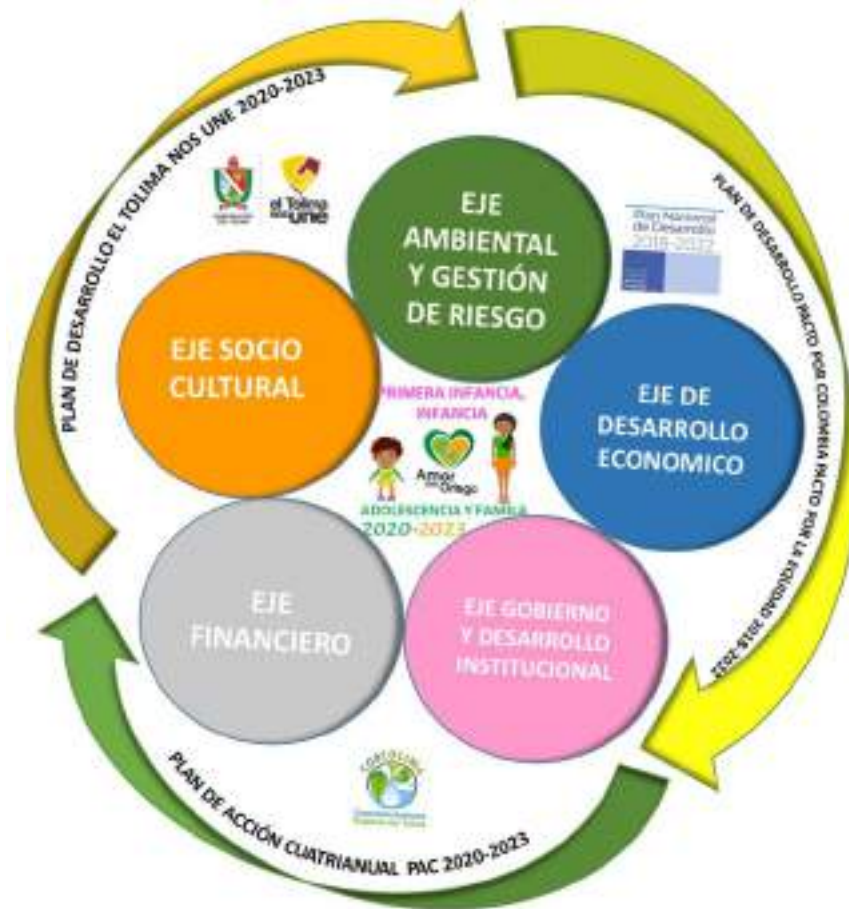 PLAN DE DESARROLLO EL TOLIMA NOS UNE 2020-2023
el Tolima
une
EJE
AMBIENTAL
Y GESTIÓN
DE RIESGO
Plan Nacional
de Desarrollo
2018-2022
PLAN DE DESARROLLO PACTO POR COLOMBIA PACTO POR LA EQUIDAD 2018-2022
EJE SOCIO
CULTURAL
EJE DE
DESARROLLO
ECONOMICO
PRIMERA INFANCIA,
INFANCIA
Amor
Ortega
ADOLESCENCIA Y FAMILIA
2020-2023
EJE
FINANCIERO
EJE GOBIERNO
Y DESARROLLO
INSTITUCIONAL
CORTOLIMA
PLAN DE ACCIÓN CUATRIANUAL PAC 2020-2023